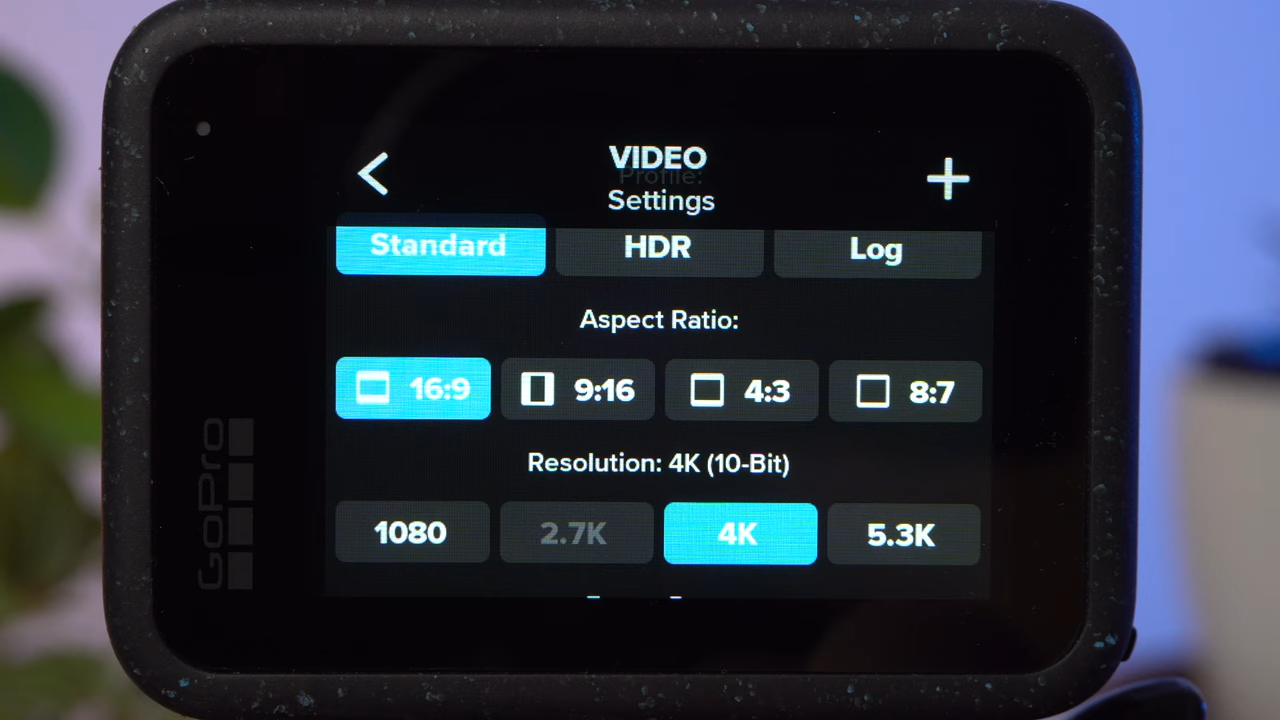 VIDEO
Profile:
Settings
Standard HDR Log
Aspect Ratio:
16:9 9:16 4:3 8:7
Resolution: 4K (10-Bit)
1080 2.7K 4K 5.3K
GoPro